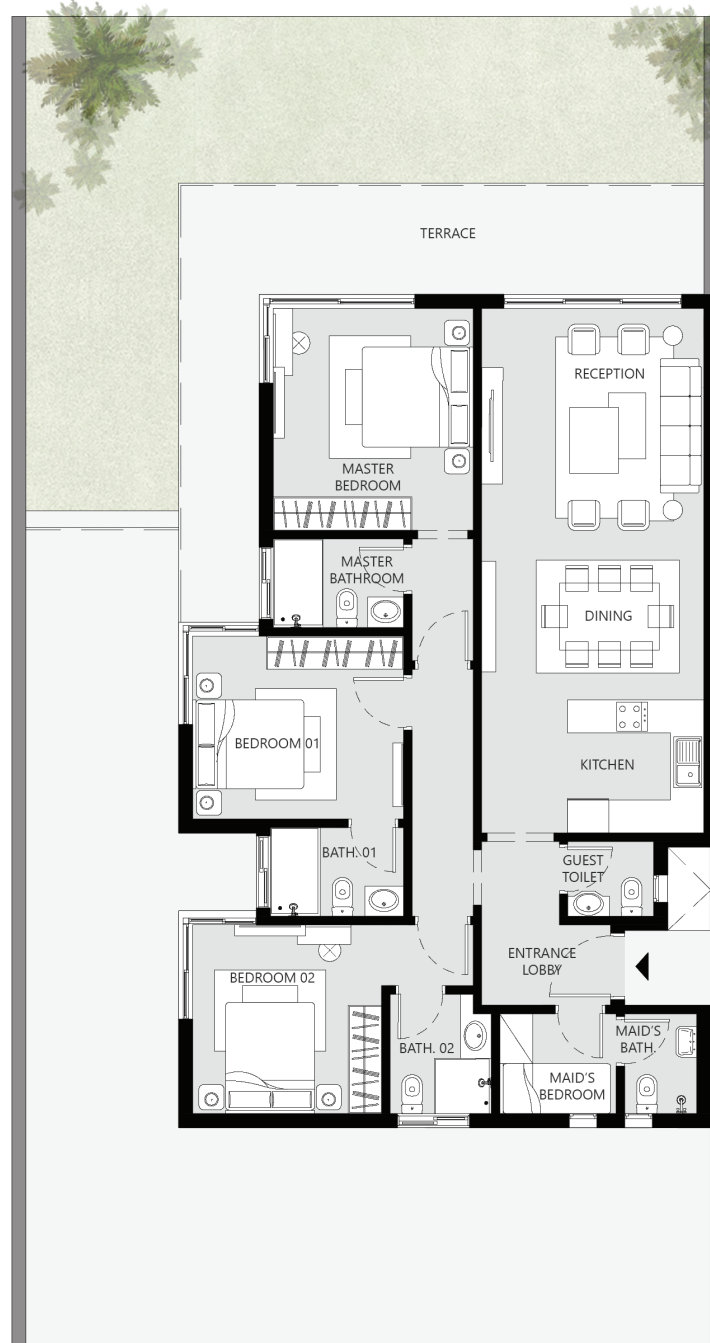 TERRACE
RECEPTION
MASTER
BEDROOM
MASTER
BATHROOM
DINING
BEDROOM 01
KITCHEN
BATH. 01
GUEST
TOILET
ENTRANCE
LOBBY
BEDROOM 02
BATH. 02
MAID'S
BATH.
MAID'S
BEDROOM